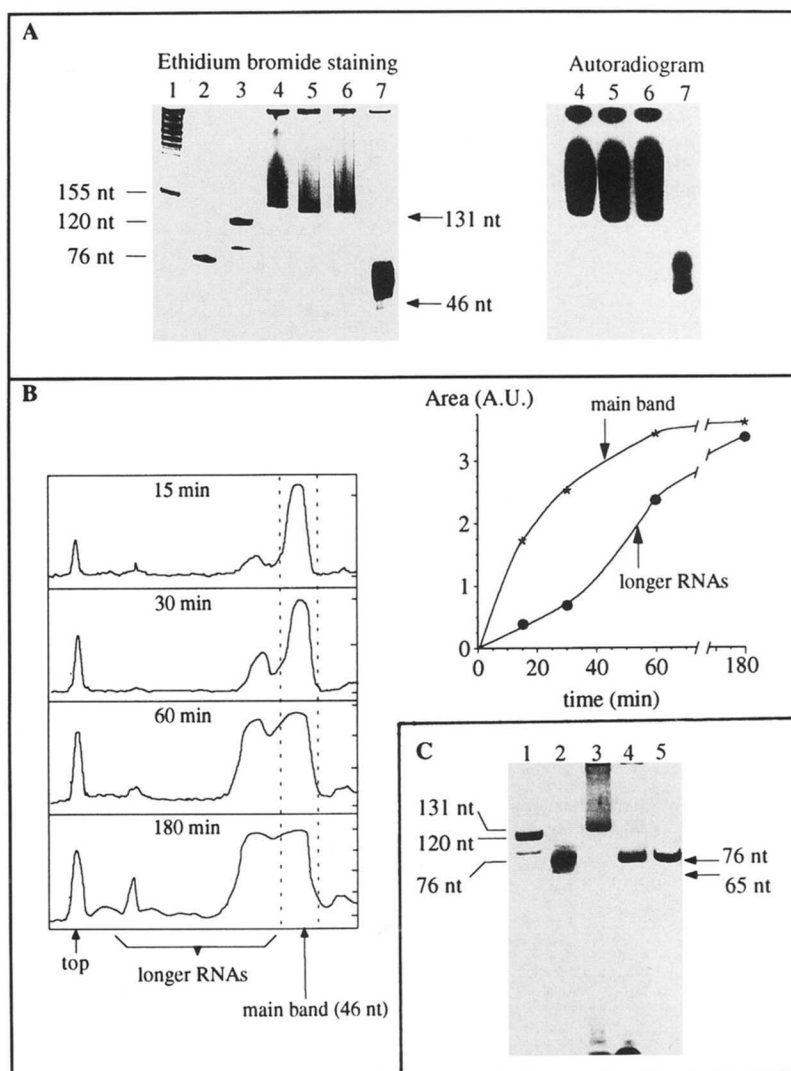 A
Ethidium bromide staining
1 2 3 4 5 6 7
155 nt
120 nt
76 nt
131 nt
46 nt
Autoradiogram
4 5 6 7
B
15 min
30 min
60 min
180 min
top
longer RNAs
main band (46 nt)
Area (A.U.)
main band
longer RNAs
3
2
1
0
0 20 40 60 180
time (min)
C
1 2 3 4 5
131 nt
120 nt
76 nt
76 nt
65 nt